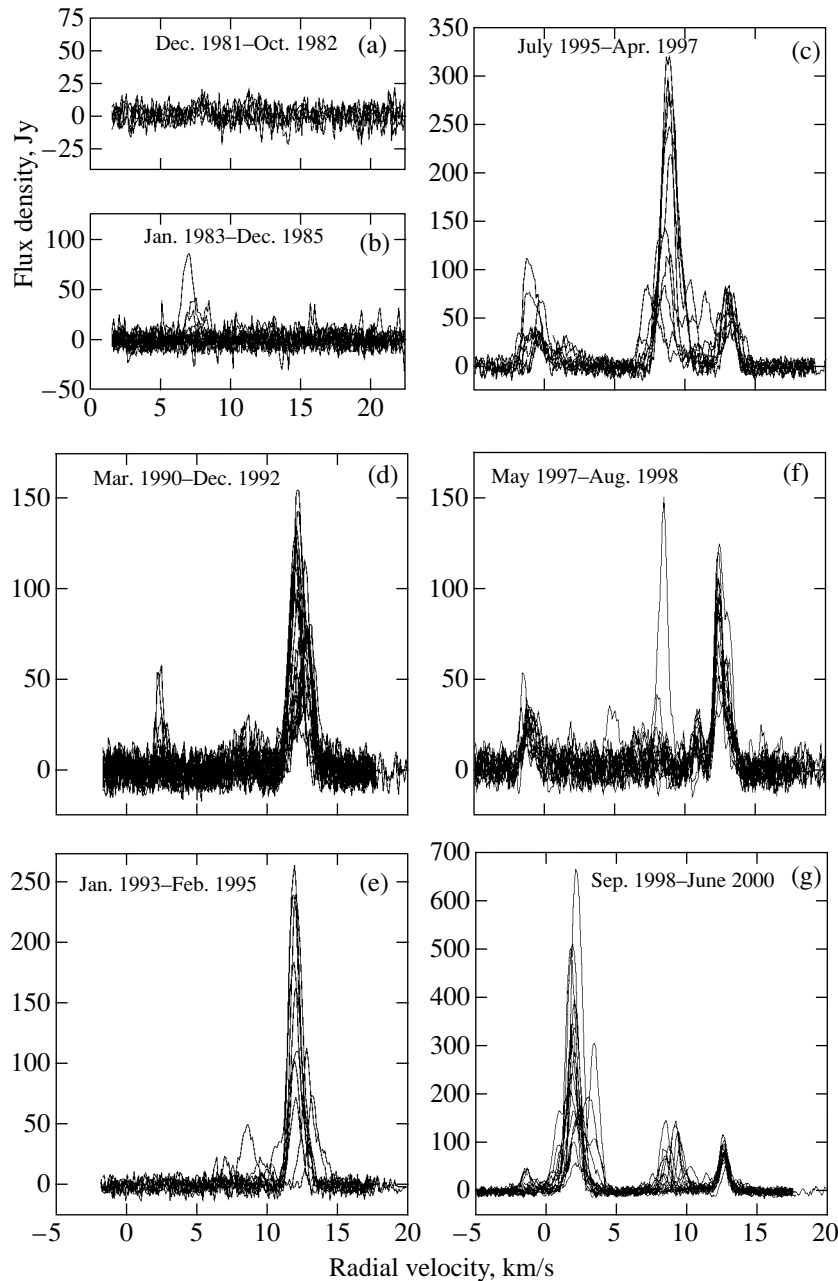 Flux density, Jy
75
50
25
0
−25
Dec. 1981–Oct. 1982
(a)
100
50
0
−50
Jan. 1983–Dec. 1985
(b)
0 5 10 15 20
350
300
250
200
150
100
50
0
July 1995–Apr. 1997
(c)
150
100
50
0
Mar. 1990–Dec. 1992
(d)
150
100
50
0
May 1997–Aug. 1998
(f)
250
200
150
100
50
0
Jan. 1993–Feb. 1995
(e)
−5 0 5 10 15 20
700
600
500
400
300
200
100
0
Sep. 1998–June 2000
(g)
−5 0 5 10 15 20
Radial velocity, km/s